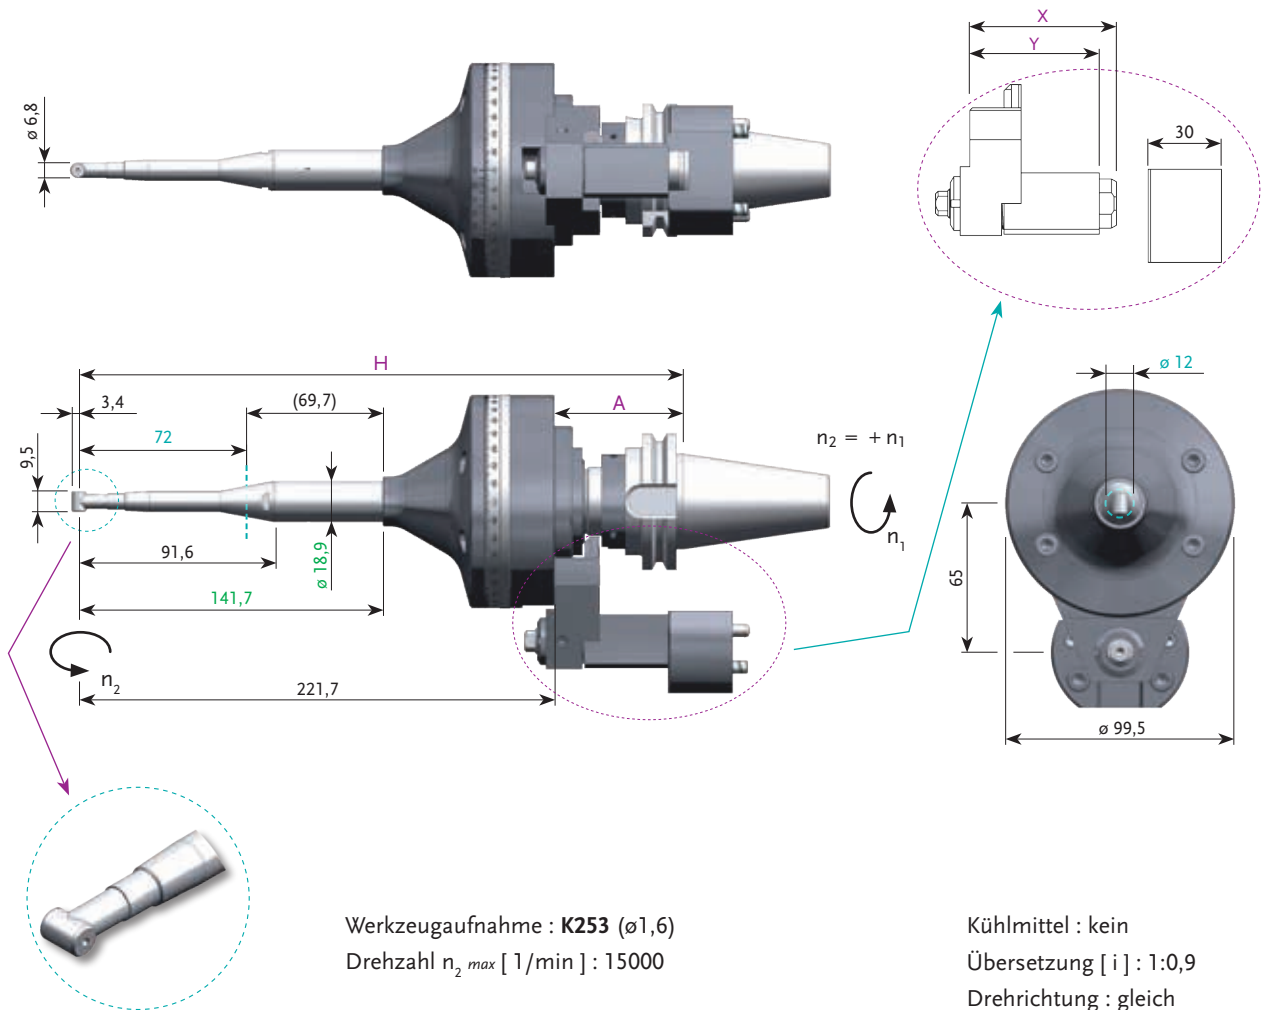 X
Y
ø 6,8
30
H
3,4
(69,7)
A
ø 12
72
n2 = + n1
9,5
n1
91,6
ø 18,9
65
141,7
n2
221,7
ø 99,5
Werkzeugaufnahme : K253 (ø1,6)
Kühlmittel : kein
Drehzahl n2 max [ 1/min ] : 15000
Übersetzung [ i ] : 1:0,9
Drehrichtung : gleich